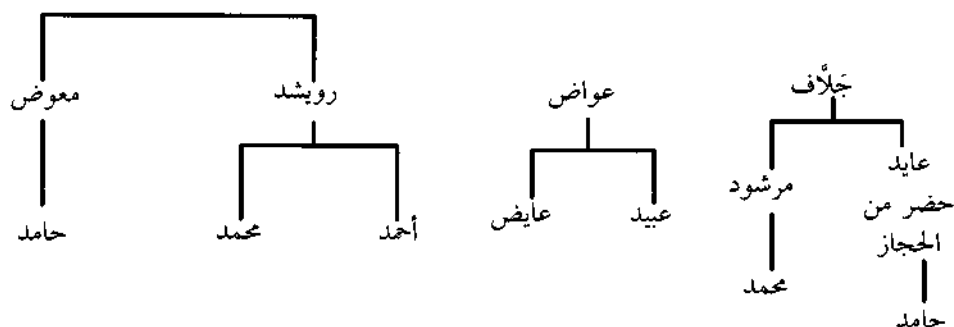 جَلَّاف
عايد
حضر من
الحجاز
حامد
مرشود
محمد
عواض
عبيد
عايض
رويشد
أحمد
محمد
معوض
حامد